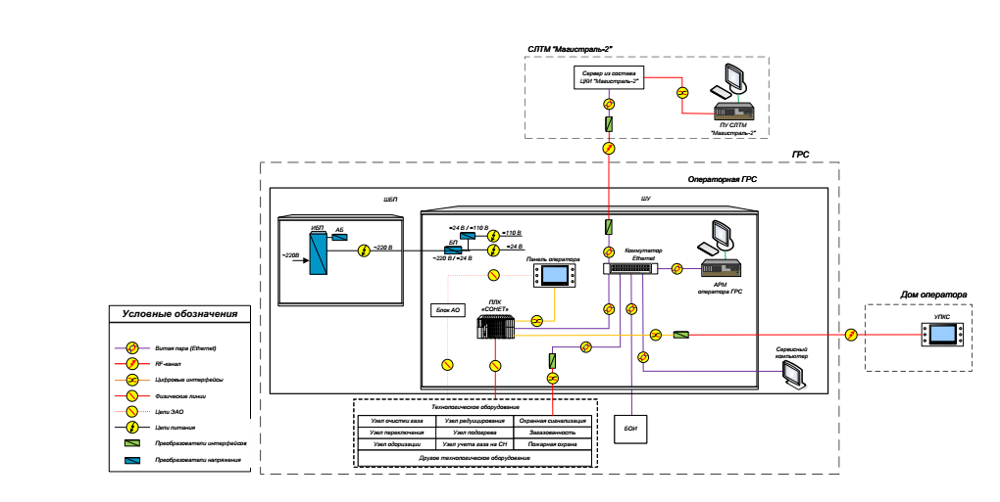 СЛТМ "Магистраль-2"
Сервер из состава
ЦКИ "Магистраль-2"
ПУ СЛТМ
"Магистраль-2"
ГРС
Операторная ГРС
ШБП
ШУ
ИБП
АБ
~220В
~220 В
=24 В / =110 В
=110 В
БП
=24 В
~220 В / =24 В
Панель оператора
Коммутатор
Ethernet
АРМ
оператора ГРС
Блок АО
ПЛК
«СОНЕТ»
Сервисный
компьютер
Дом оператора
УПКС
Условные обозначения
Витая пара (Ethernet)
RF-канал
Цифровые интерфейсы
Физические линии
Цепи ЭАО
Цепи питания
Преобразователи интерфейсов
Преобразователи напряжения
Технологическое оборудование
Узел очистки газа
Узел редуцирования
Охранная сигнализация
Узел переключения
Узел подогрева
Загазованность
Узел одоризации
Узел учета газа на СН
Пожарная охрана
Другое технологическое оборудование
БОИ